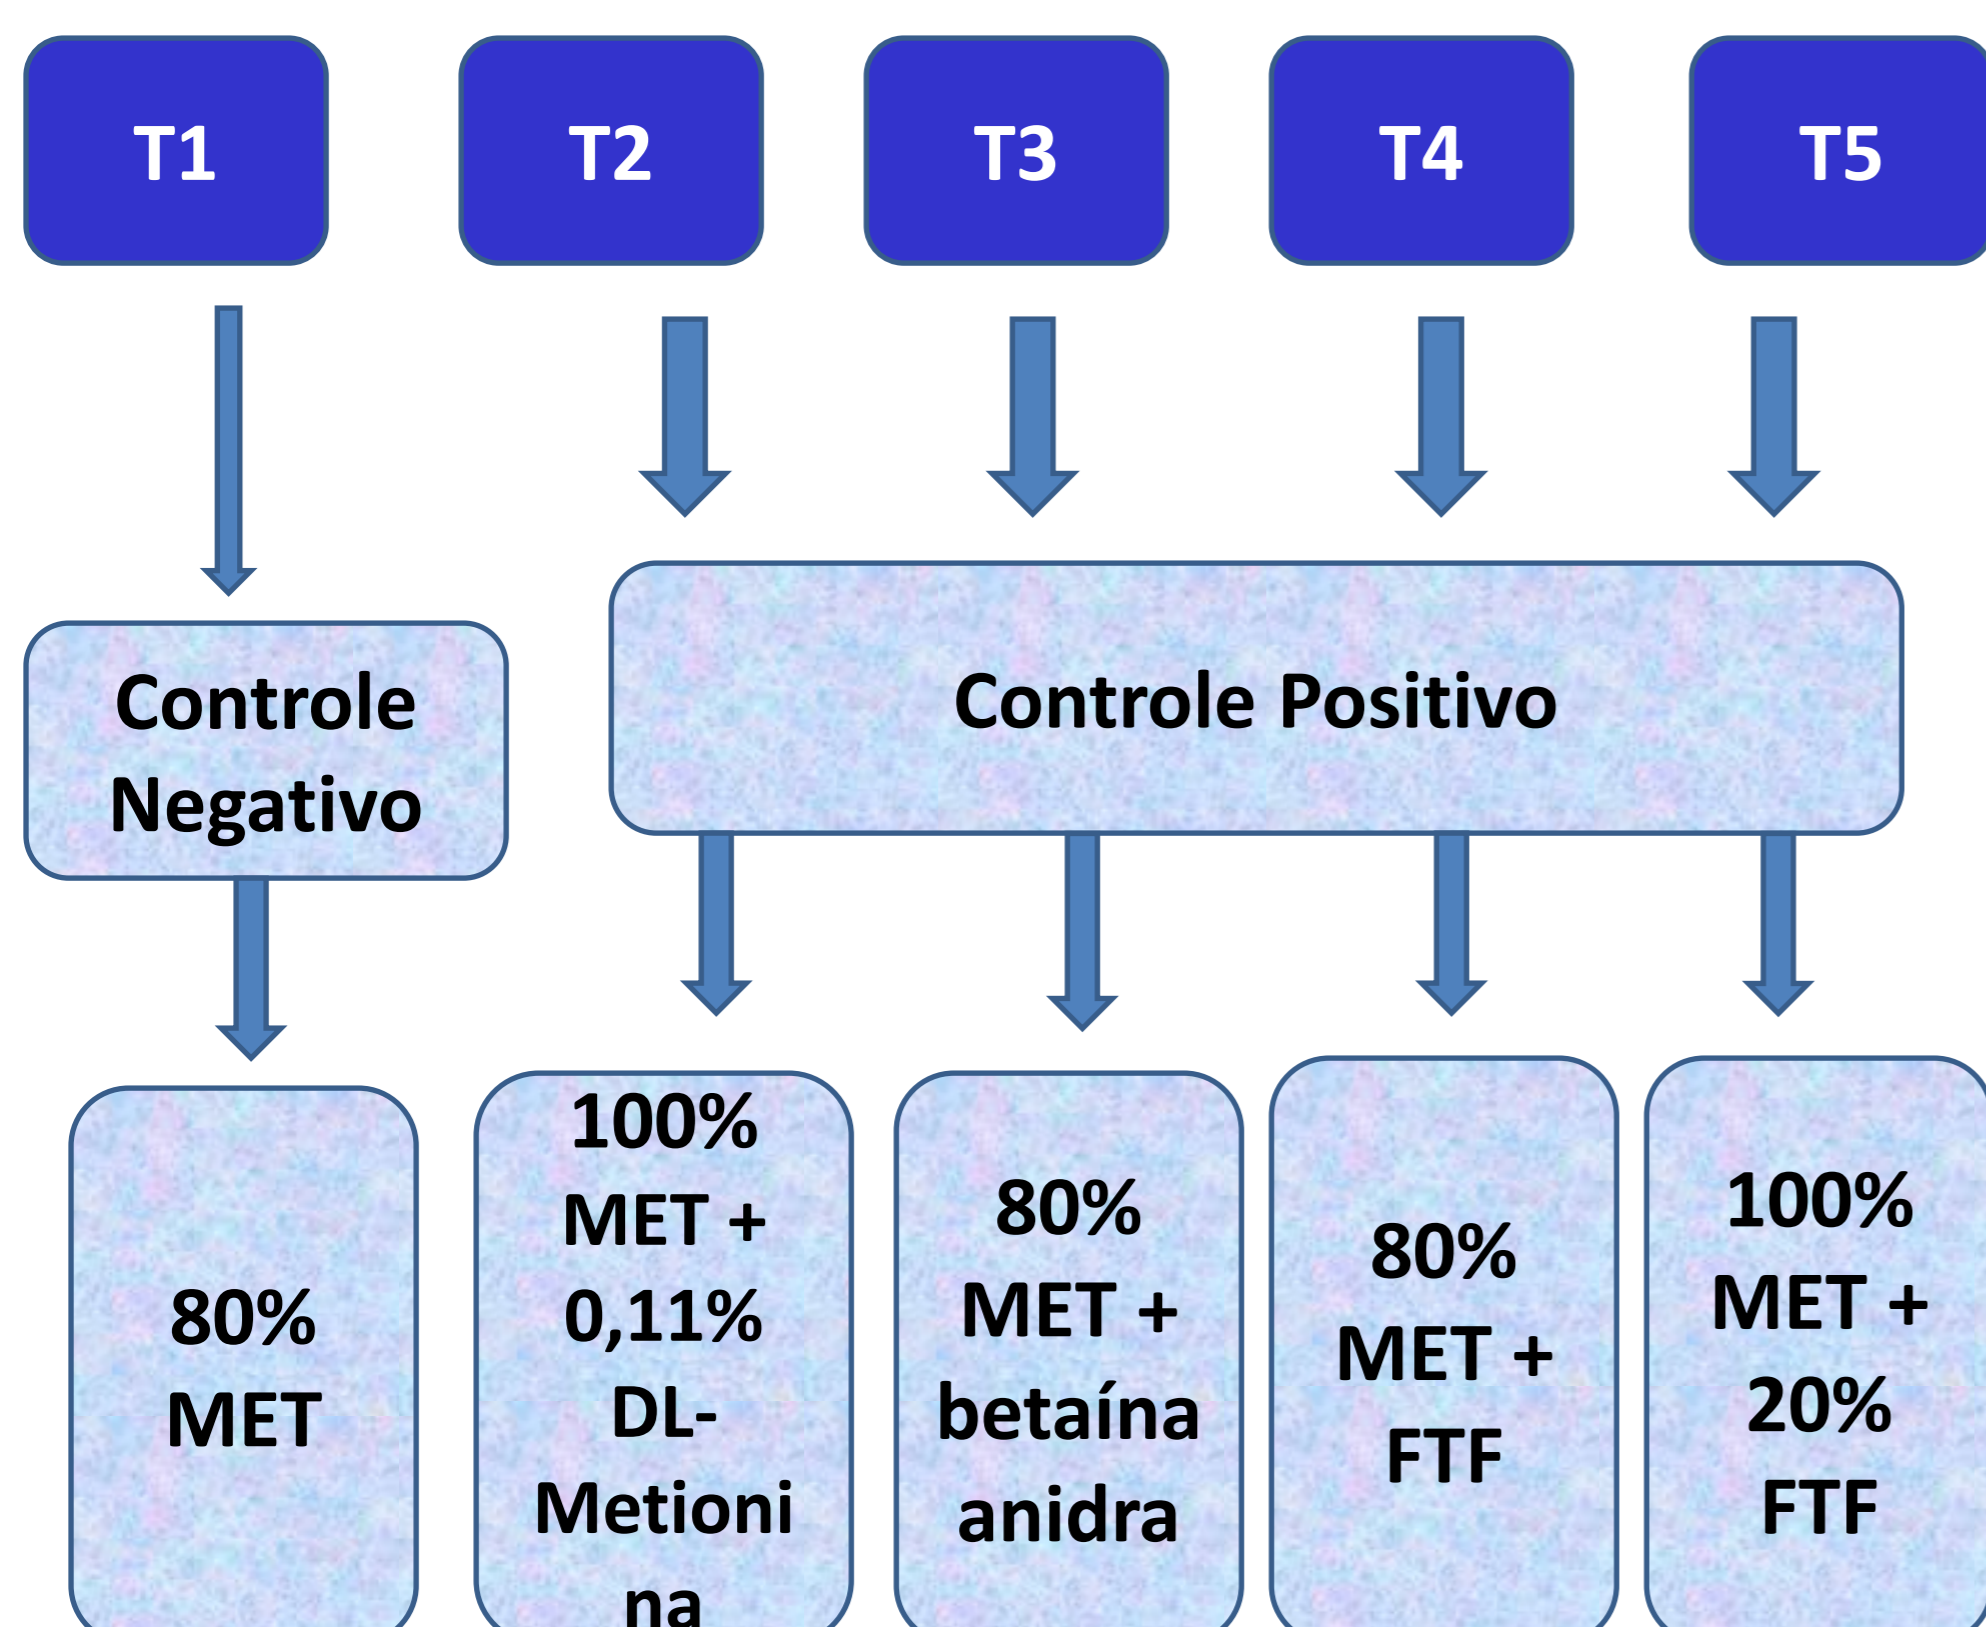 T1
T2
T3
T4
T5
Controle
Negativo
Controle Positivo
80%
MET
100%
MET +
0,11%
DL-
Metioni
na
80%
MET +
betaína
anidra
80%
MET +
FTF
100%
MET +
20%
FTF